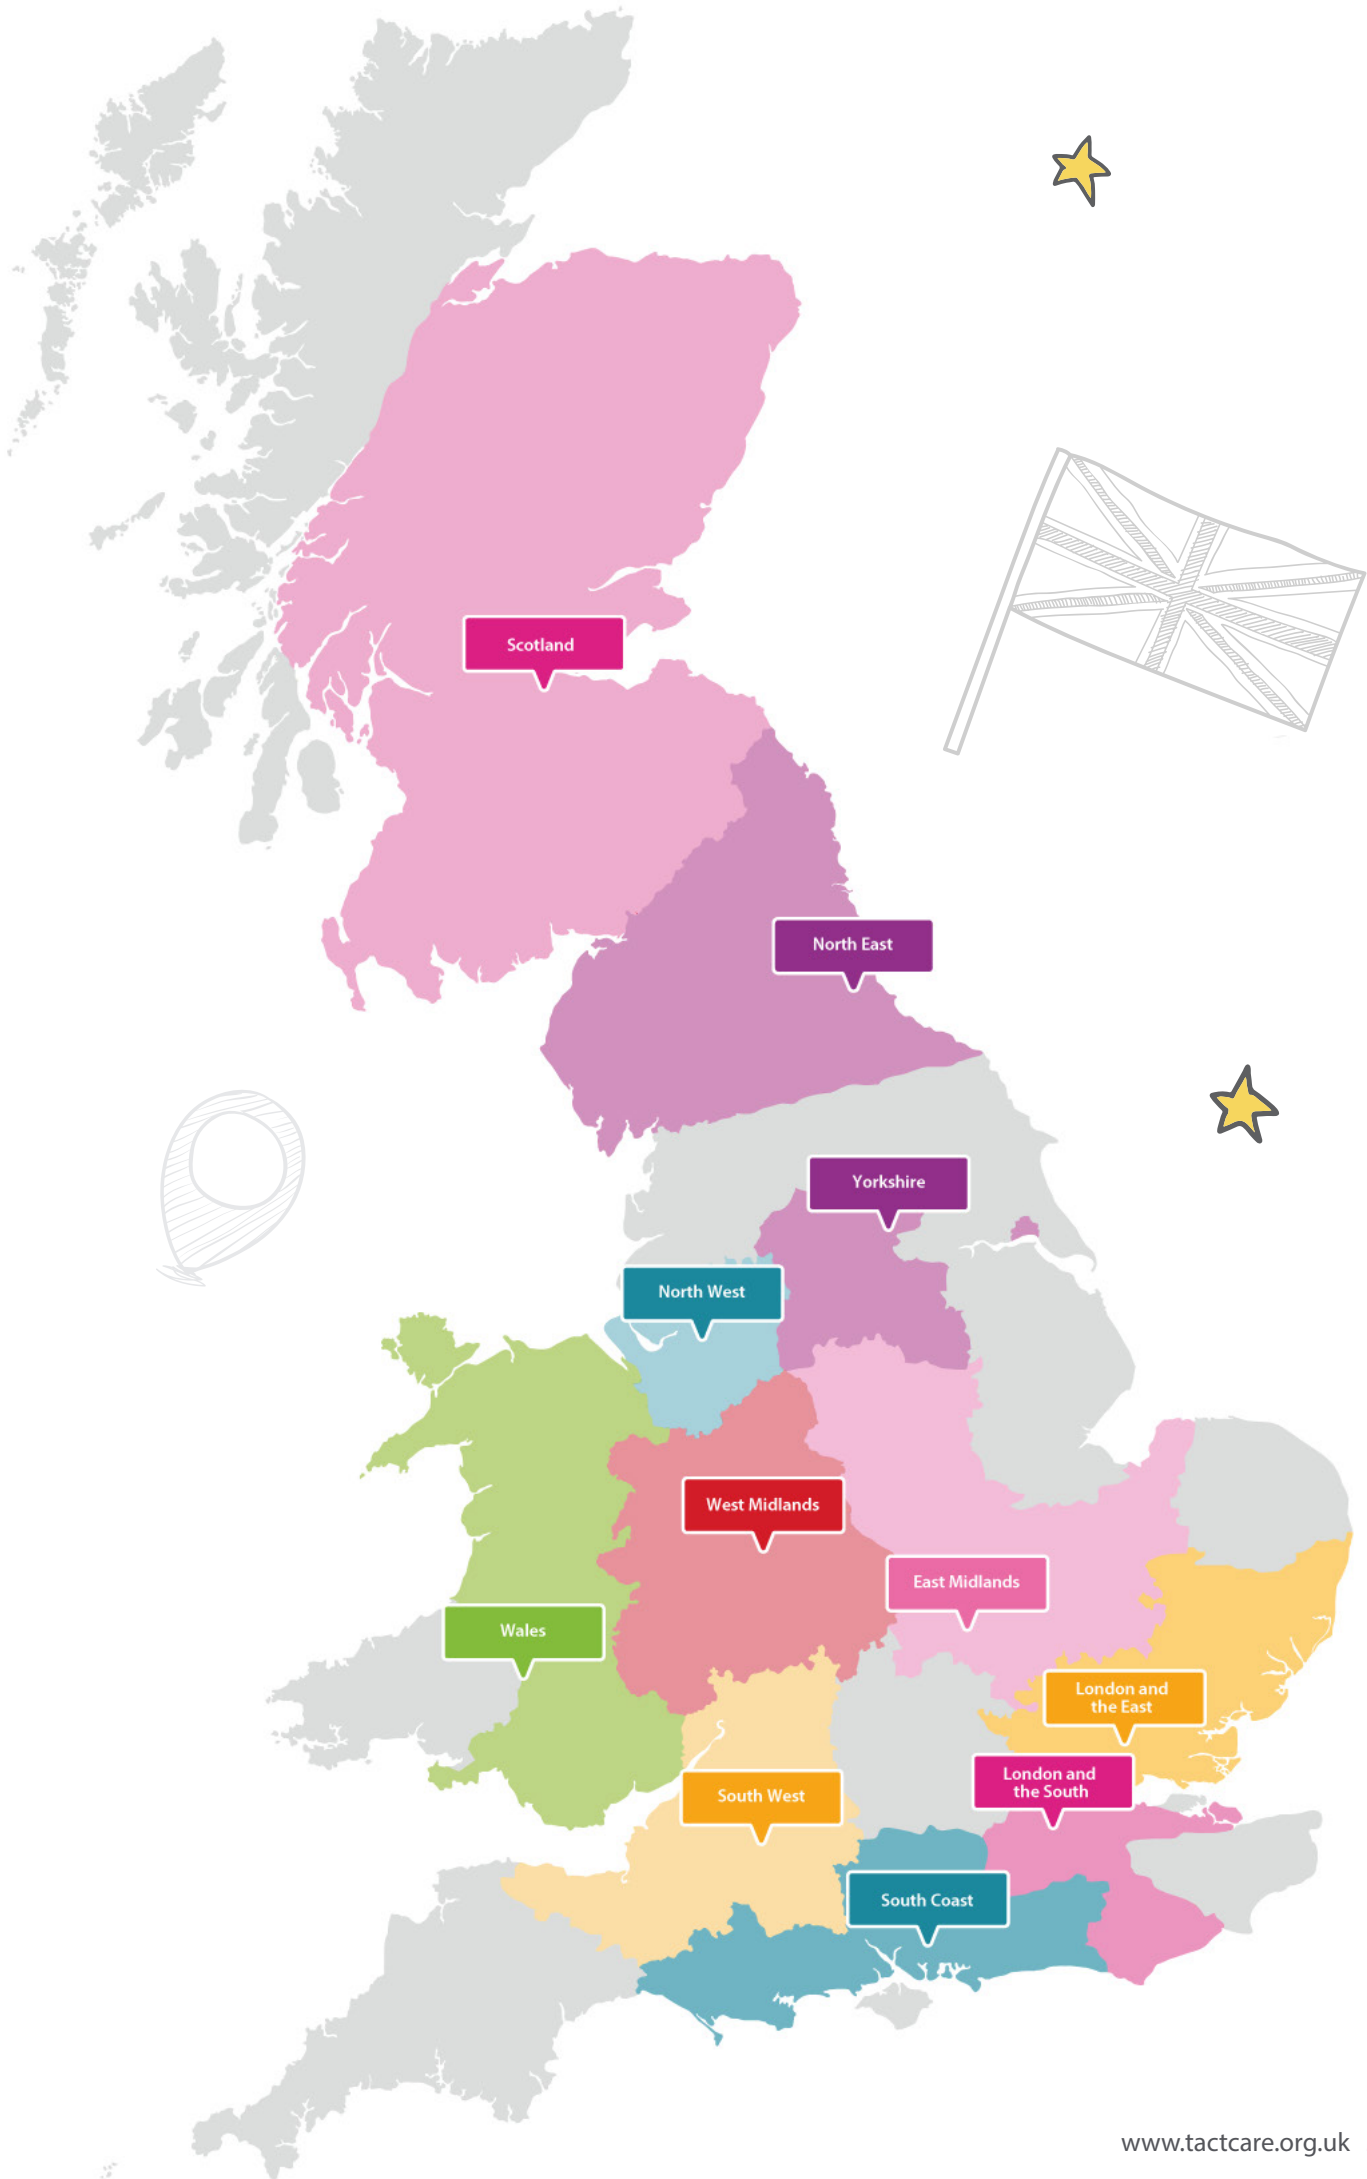 Scotland
North East
Yorkshire
North West
West Midlands
East Midlands
Wales
London and
the East
London and
the South
South West
South Coast
www.tactcare.org.uk